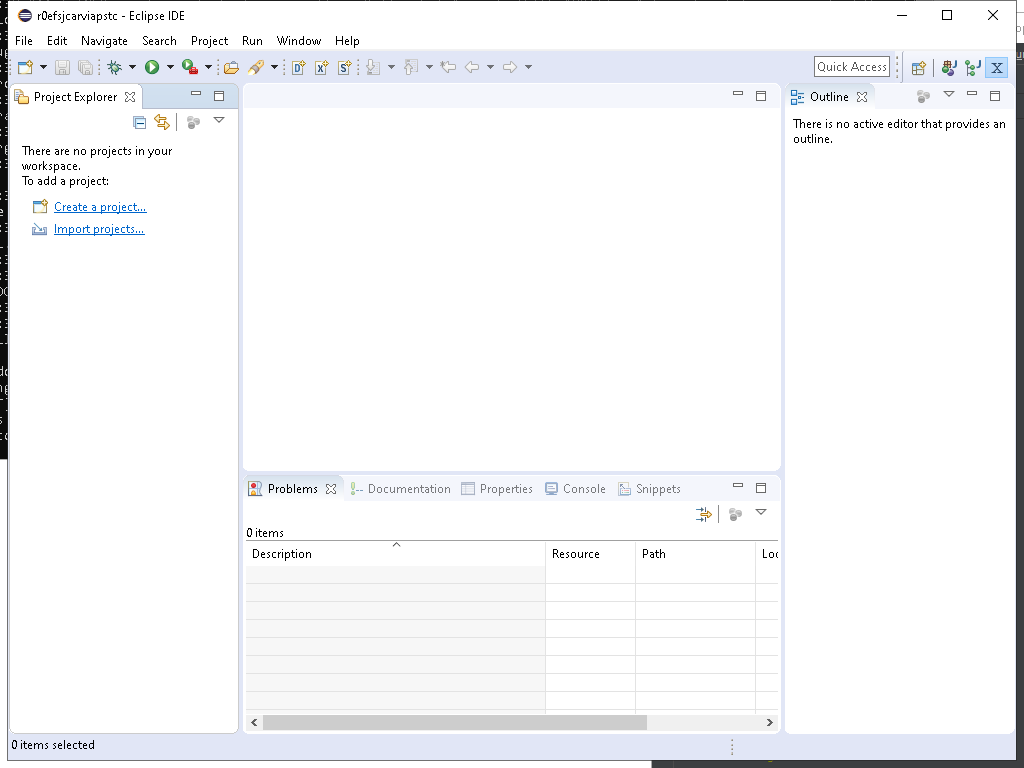 r0efsjcarviapstc - Eclipse IDE
File Edit Navigate Search Project Run Window Help
Quick Access
Project Explorer
Outline
There is no active editor that provides an
outline.
There are no projects in your
workspace.
To add a project:
Create a project...
Import projects...
Problems Documentation Properties Console Snippets
0 items
Description Resource Path Loc
0 items selected